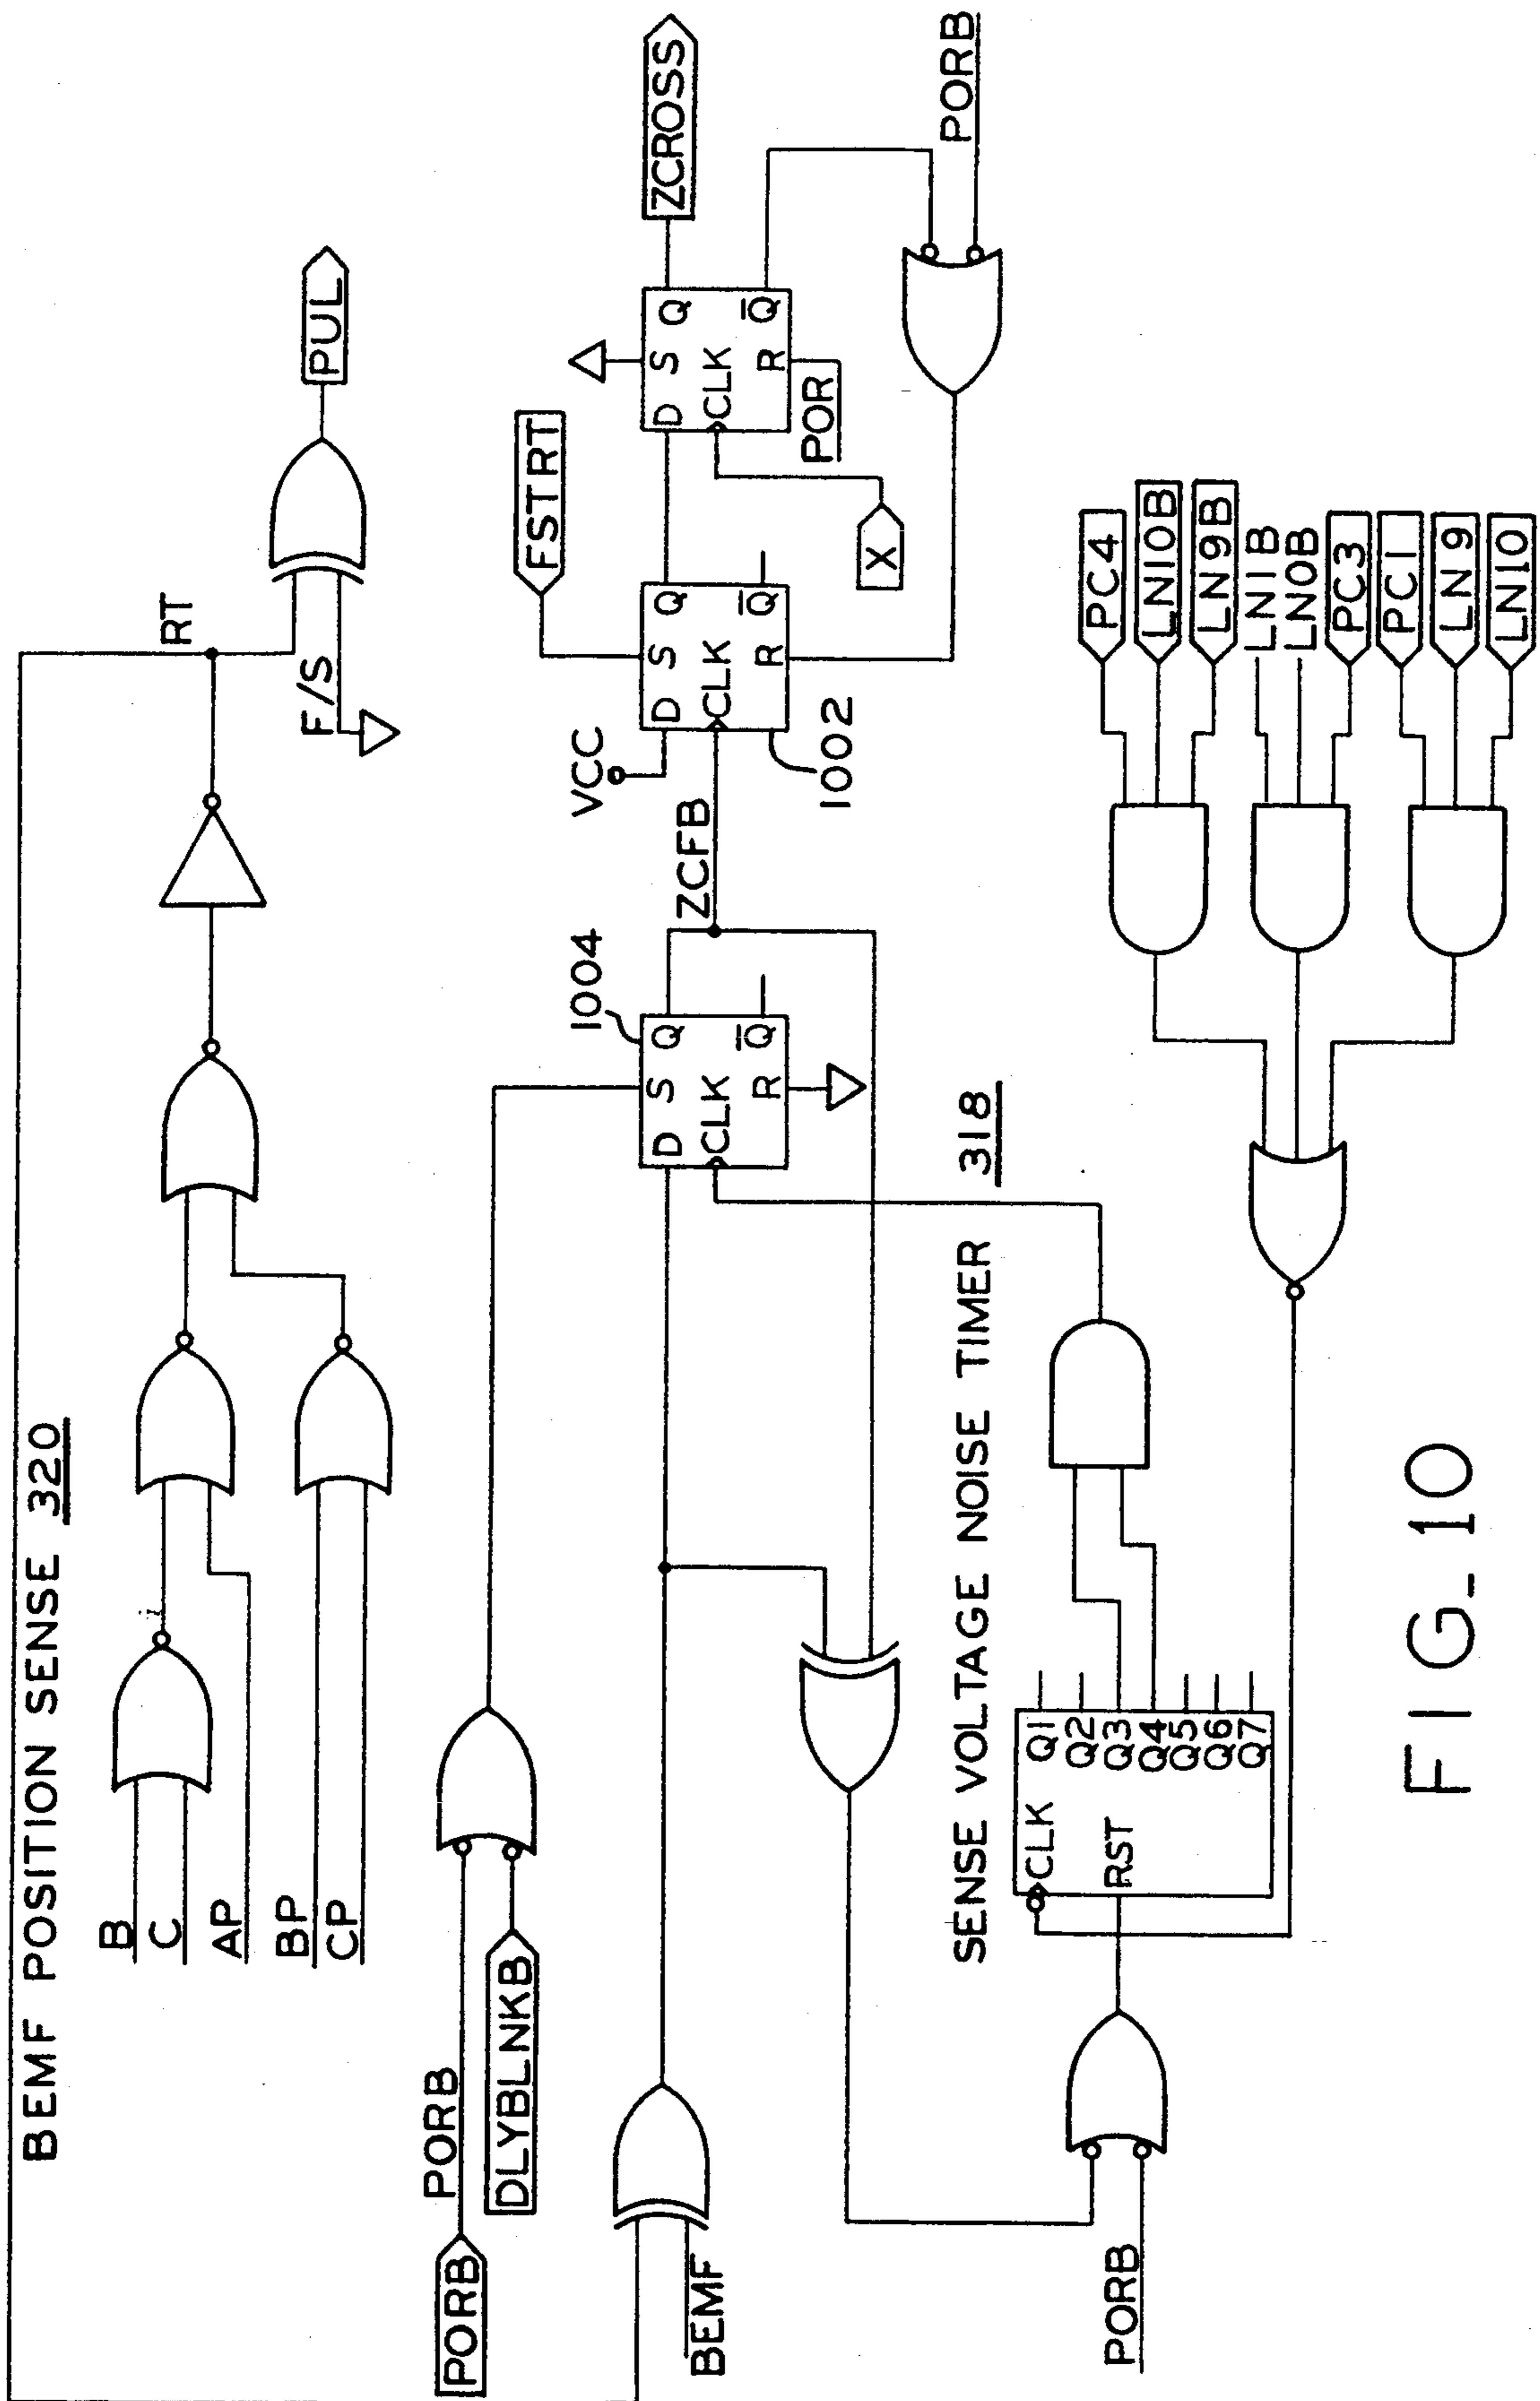 BEMF POSITION SENSE 320
B
C
AP
BP
CP
RT
F/S
PUL
PORB
PORB
DLYBLNKB
BEMF
1004
D S Q
CLK
R Q̅
ZCFB
VCC
FSTRT
D S Q
CLK
R Q̅
1002
X
D S Q
CLK
R Q̅
POR
ZCROSS
PORB
SENSE VOLTAGE NOISE TIMER 318
PORB
CLK
RST
Q1
Q2
Q3
Q4
Q5
Q6
Q7
PC4
LN10B
LN9B
LN1B
LN0B
PC3
PC1
LN9
LN10
FIG_10